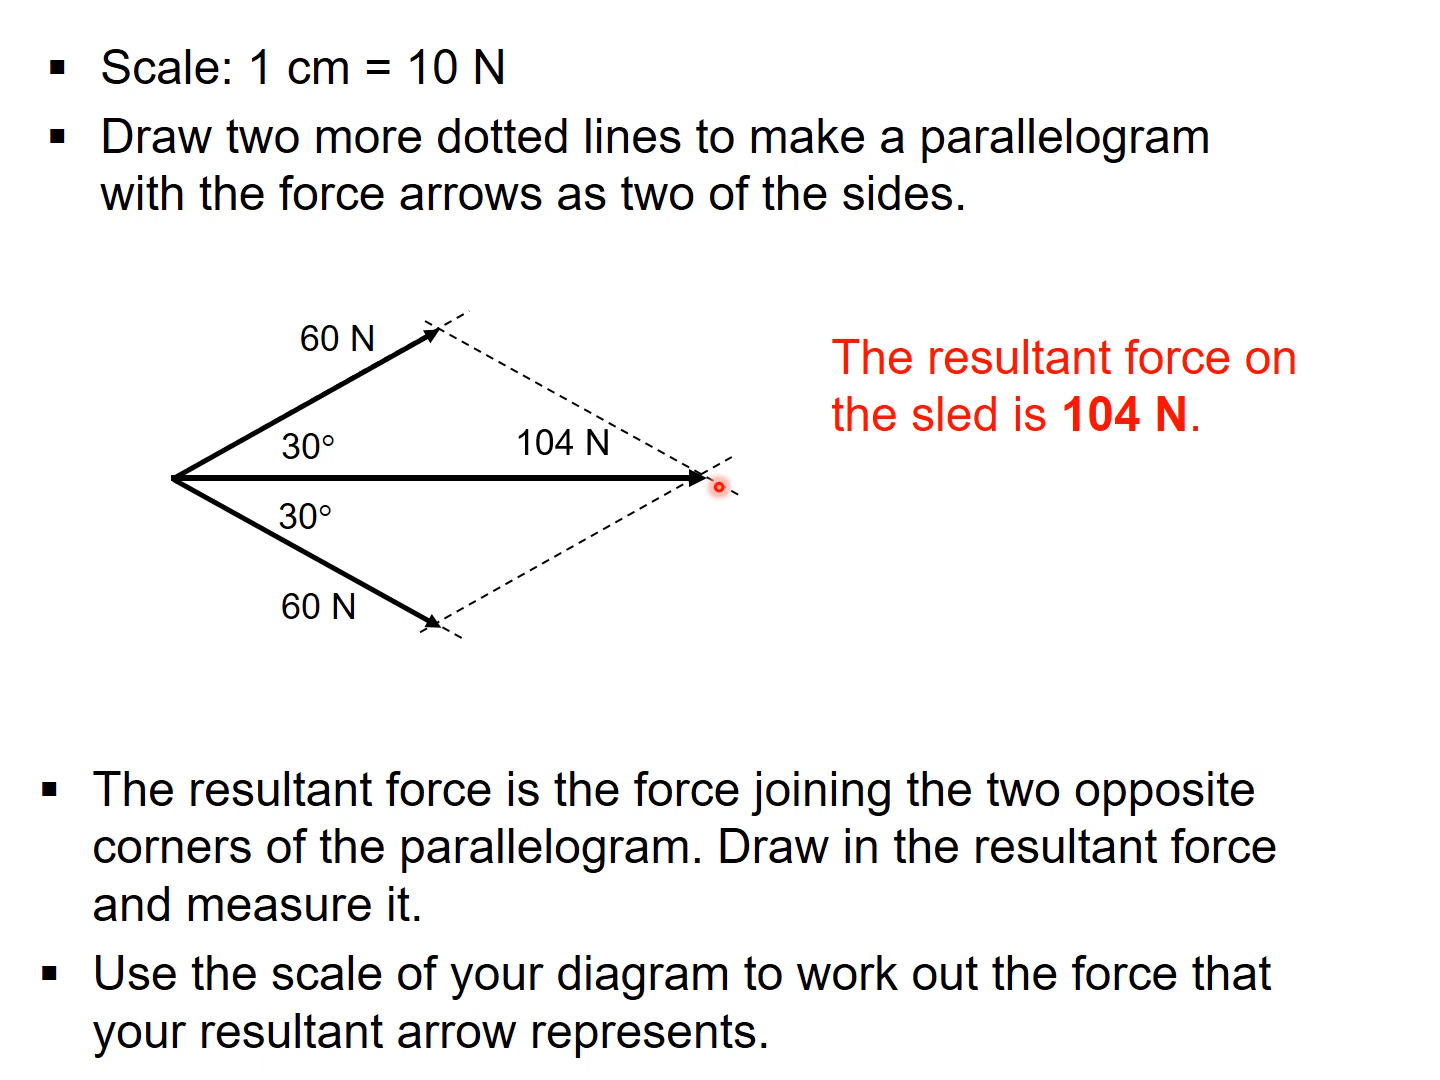 ▪ Scale: 1 cm = 10 N
▪ Draw two more dotted lines to make a parallelogram
with the force arrows as two of the sides.
60 N
The resultant force on
the sled is 104 N.
30°
104 N
30°
60 N
▪ The resultant force is the force joining the two opposite
corners of the parallelogram. Draw in the resultant force
and measure it.
▪ Use the scale of your diagram to work out the force that
your resultant arrow represents.